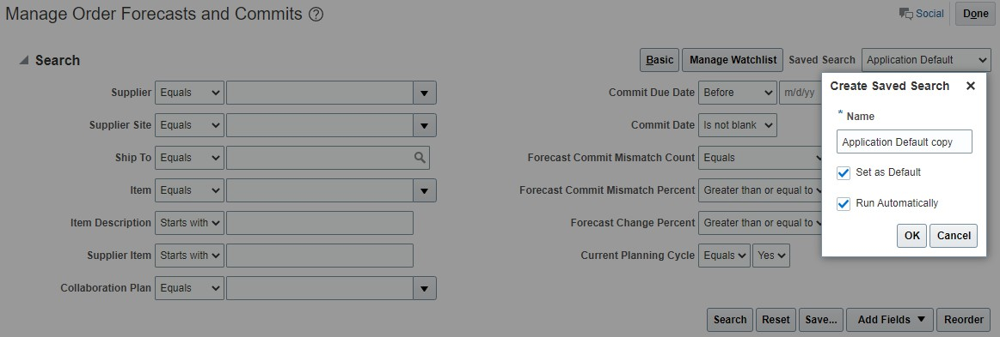 Manage Order Forecasts and Commits ?
Social Done
Search
Basic Manage Watchlist Saved Search Application Default
Supplier Equals
Supplier Site Equals
Ship To Equals
Item Equals
Item Description Starts with
Supplier Item Starts with
Collaboration Plan Equals
Commit Due Date Before m/d/yy
Commit Date Is not blank
Forecast Commit Mismatch Count Equals
Forecast Commit Mismatch Percent Greater than or equal to
Forecast Change Percent Greater than or equal to
Current Planning Cycle Equals Yes
Create Saved Search ×
* Name
Application Default copy
Set as Default
Run Automatically
OK Cancel
Search Reset Save... Add Fields Reorder